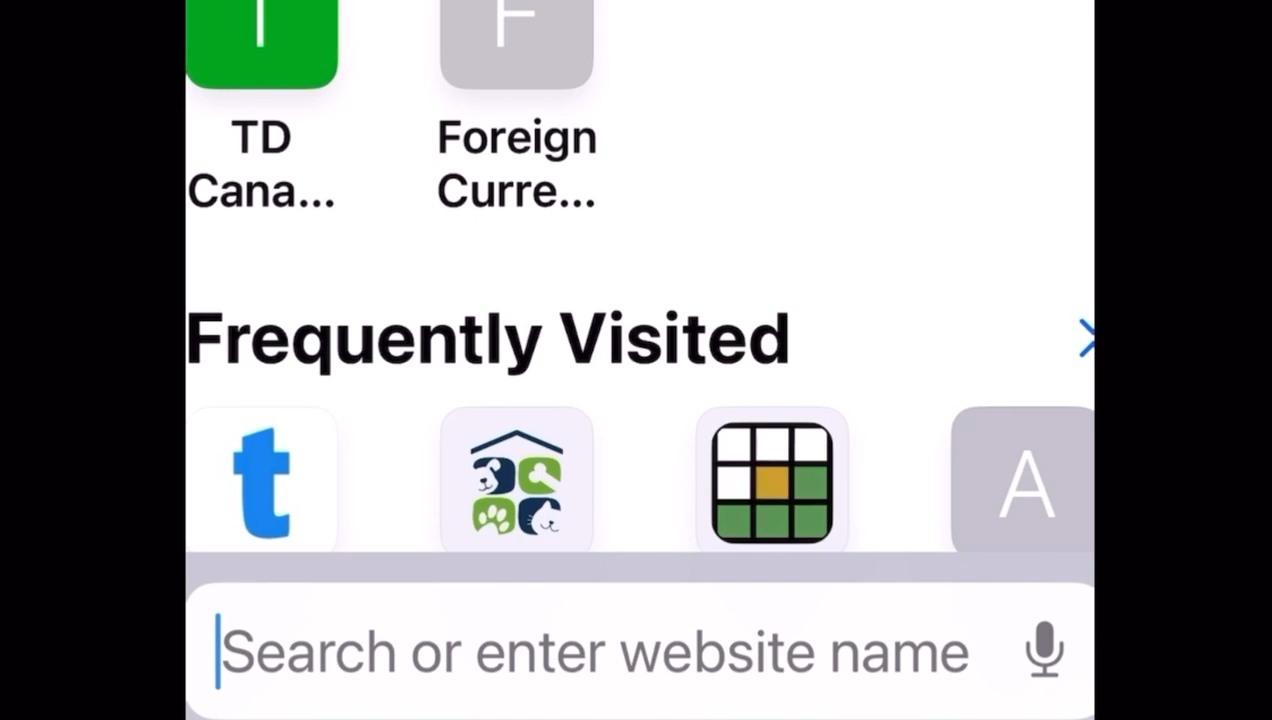 T
F
TD
Cana...
Foreign
Curre...
Frequently Visited
t
A
Search or enter website name